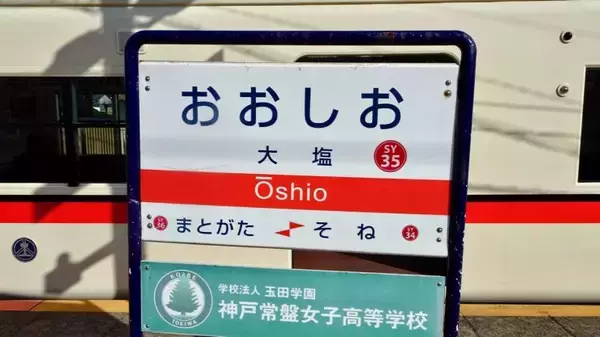 おおしお
大塩
SY
35
Ōshio
SY
36
まとがた
そね
SY
34
KOBE
TOKIWA
学校法人 玉田学園
神戸常盤女子高等学校